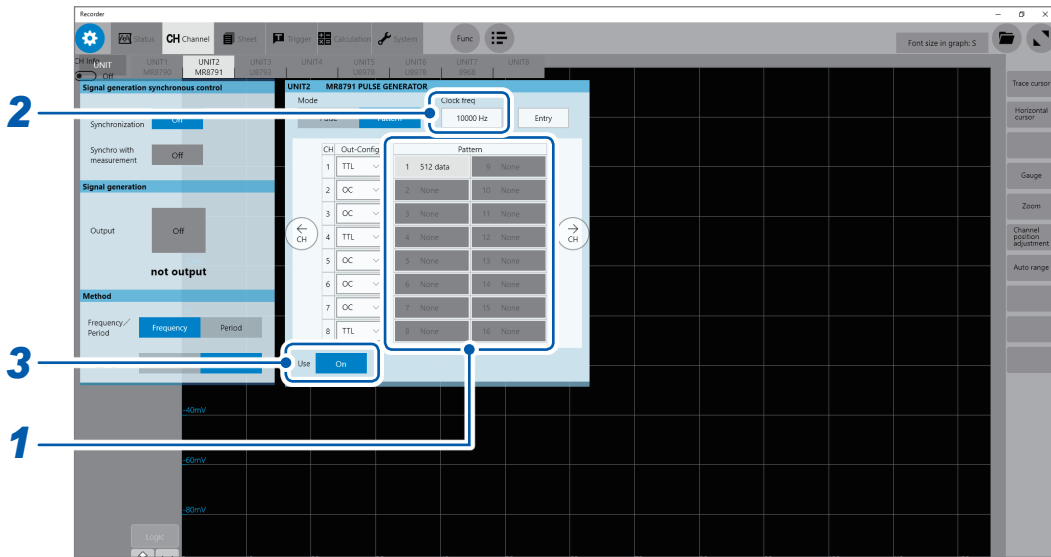 Recorder
Status CH Channel Sheet Trigger Calculation System Func Font size in graph: S
CH Info UNIT UNIT1 UNIT2 UNIT3 UNIT4 UNIT5 UNIT6 UNIT7 UNIT8
Off MR8790 MR8791 U8793 U8978 U8978 8968
Signal generation synchronous control
Synchronization On
Synchro with measurement Off
Signal generation
Output Off
not output
Method
Frequency/Period Frequency Period
UNIT2 MR8791 PULSE GENERATOR
Mode Clock freq
Pulse Pattern 10000 Hz Entry
CH Out-Config Pattern
1 TTL 1 512 data 9 None
2 OC 2 None 10 None
3 OC 3 None 11 None
4 TTL 4 None 12 None
5 OC 5 None 13 None
6 OC 6 None 14 None
7 OC 7 None 15 None
8 TTL 8 None 16 None
← CH
→ CH
Use On
2
3
1
-40mV
-60mV
-80mV
Logic
Trace cursor
Horizontal cursor
Gauge
Zoom
Channel position adjustment
Auto range